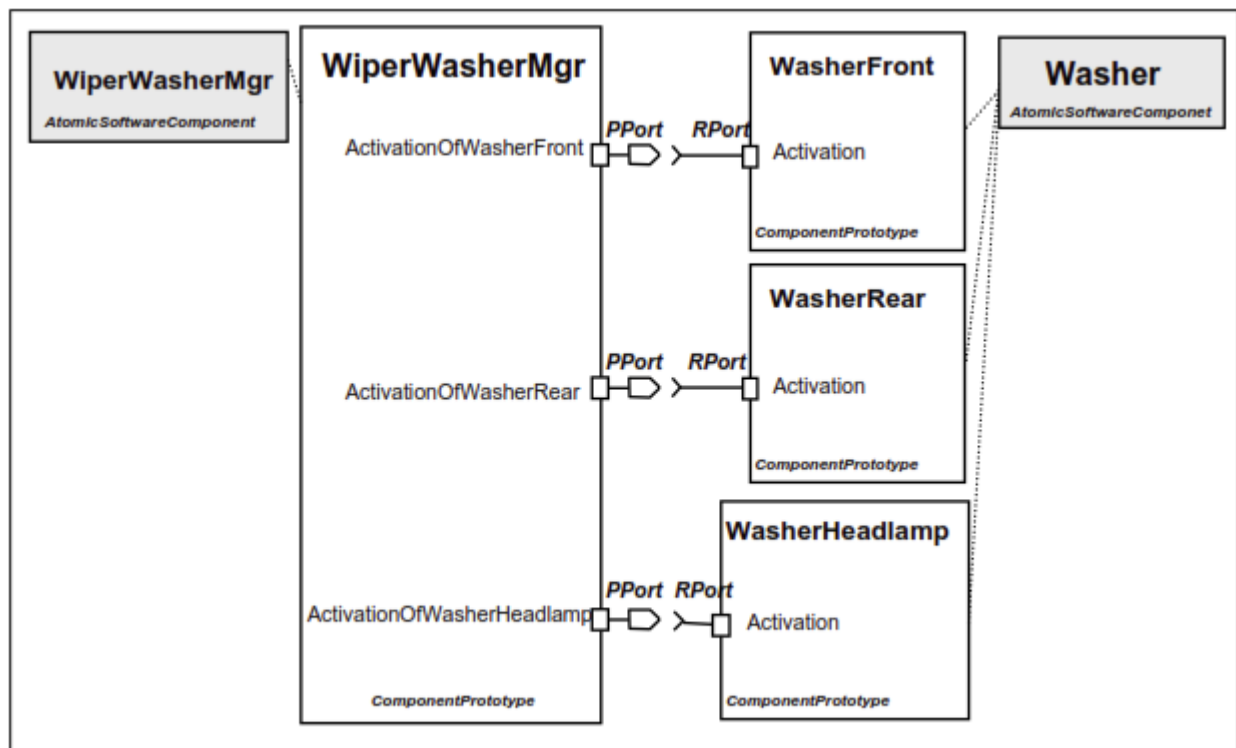 WiperWasherMgr
AtomicSoftwareComponent
WiperWasherMgr
ActivationOfWasherFront
ActivationOfWasherRear
ActivationOfWasherHeadlamp
ComponentPrototype
PPort RPort
PPort RPort
PPort RPort
WasherFront
Activation
ComponentPrototype
WasherRear
Activation
ComponentPrototype
WasherHeadlamp
Activation
ComponentPrototype
Washer
AtomicSoftwareComponet